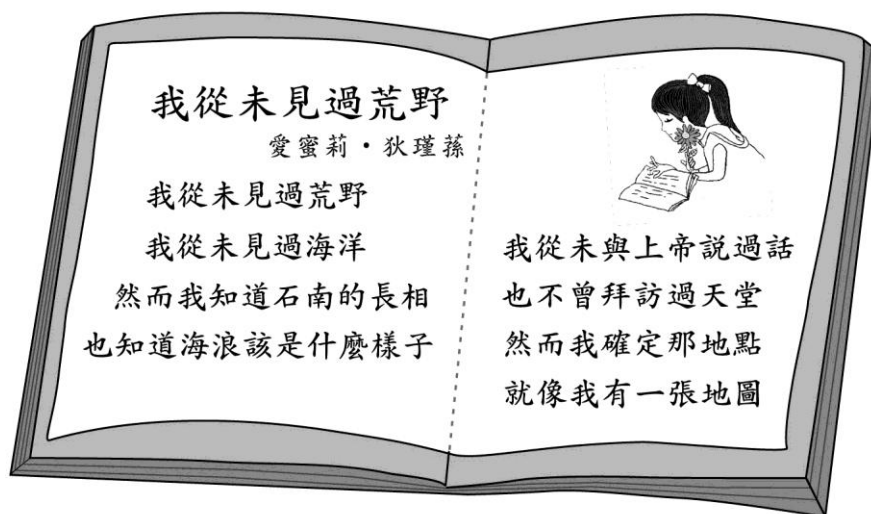 我從未見過荒野
愛蜜莉・狄瑾蓀
我從未見過荒野
我從未見過海洋
然而我知道石南的長相
也知道海浪該是什麼樣子
我從未與上帝說過話
也不曾拜訪過天堂
然而我確定那地點
就像我有一張地圖